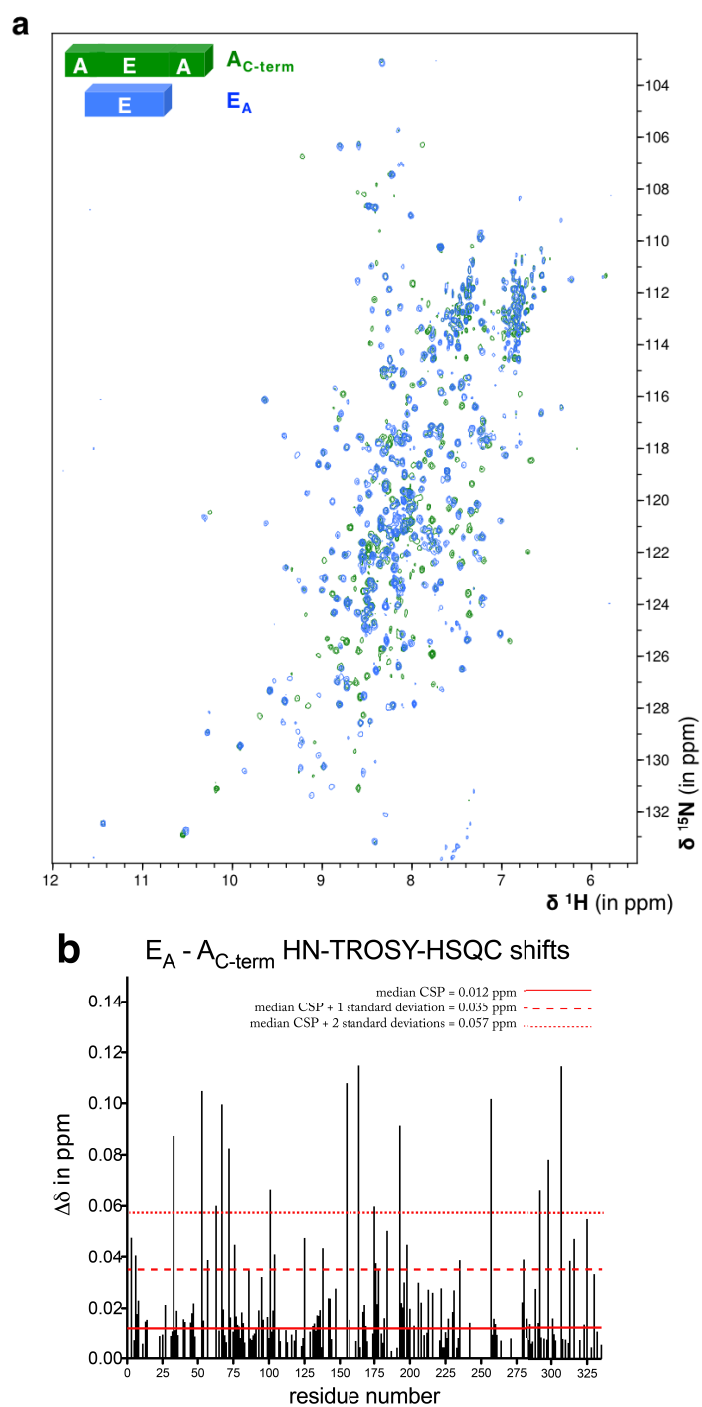 a
A E A A C-term
E E A
104
106
108
110
112
114
116
118
120
122
124
126
128
130
132
δ 15N (in ppm)
12 11 10 9 8 7 6
δ 1H (in ppm)
b
EA - AC-term HN-TROSY-HSQC shifts
median CSP = 0.012 ppm
median CSP + 1 standard deviation = 0.035 ppm
median CSP + 2 standard deviations = 0.057 ppm
0.14
0.12
0.10
0.08
0.06
0.04
0.02
0.00
Δδ in ppm
0 25 50 75 100 125 150 175 200 225 250 275 300 325
residue number